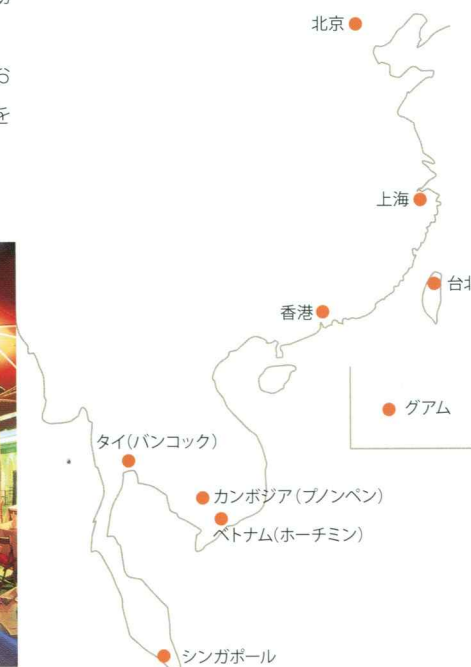 お
を
北京
上海
台北
香港
グアム
タイ(バンコック)
カンボジア(プノンペン)
ベトナム(ホーチミン)
シンガポール